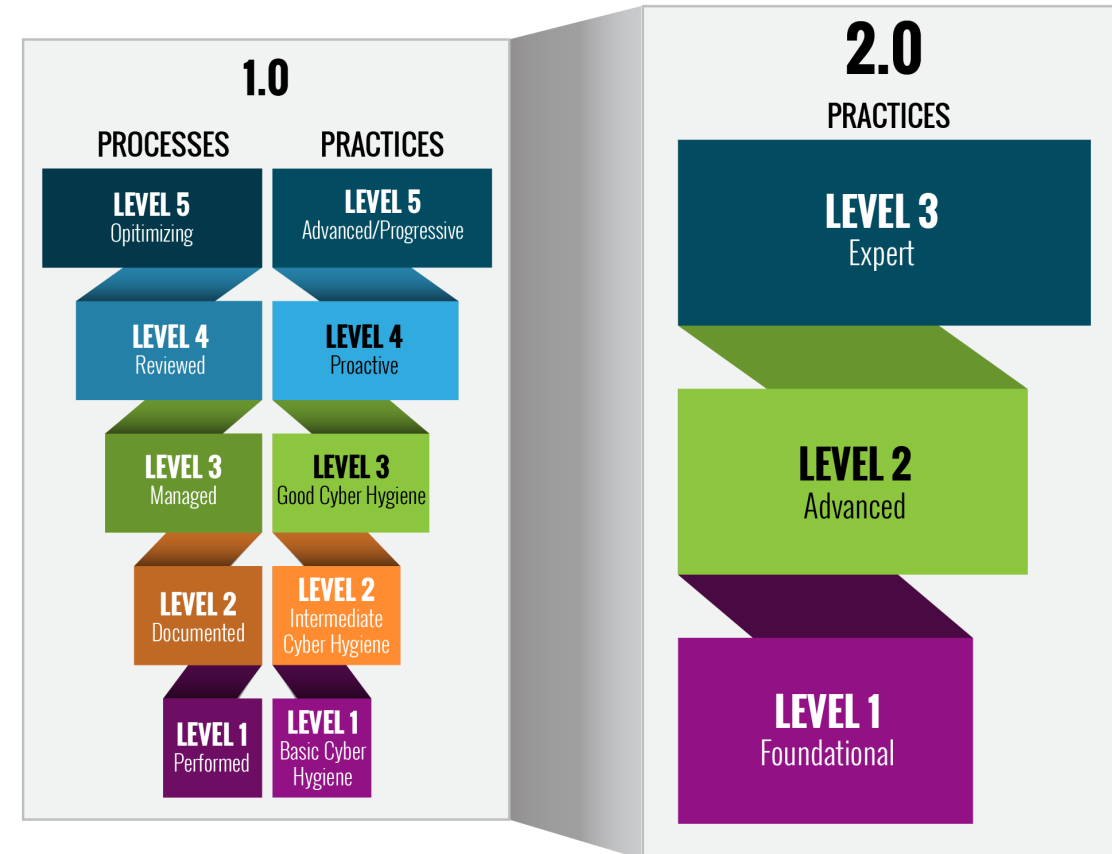 1.0
PROCESSES
LEVEL 5
Opitimizing
LEVEL 4
Reviewed
LEVEL 3
Managed
LEVEL 2
Documented
LEVEL 1
Performed
PRACTICES
LEVEL 5
Advanced/Progressive
LEVEL 4
Proactive
LEVEL 3
Good Cyber Hygiene
LEVEL 2
Intermediate
Cyber Hygiene
LEVEL 1
Basic Cyber
Hygiene
2.0
PRACTICES
LEVEL 3
Expert
LEVEL 2
Advanced
LEVEL 1
Foundational